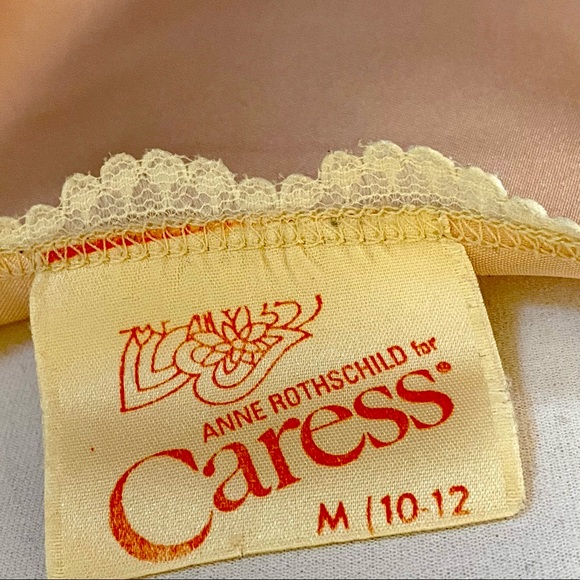 ANNE ROTHSCHILD for
Caress®
M / 10-12